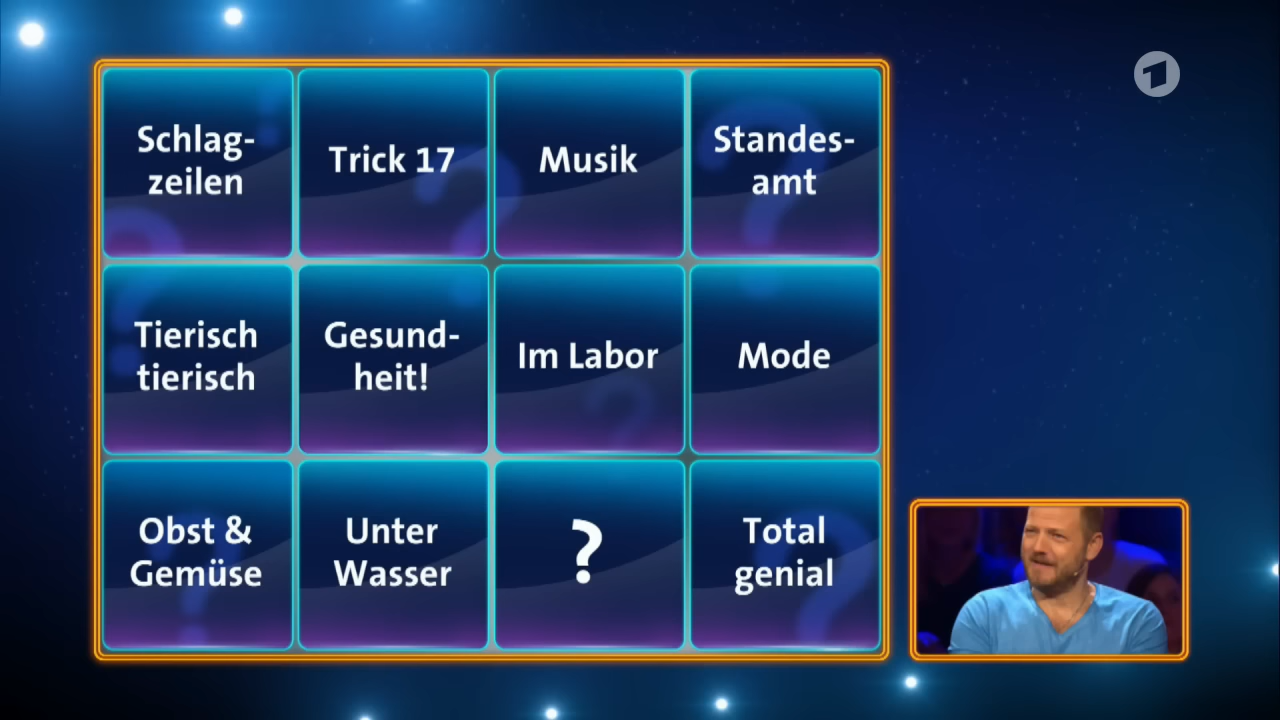 Schlag-
zeilen
Trick 17
Musik
Standes-
amt
Tierisch
tierisch
Gesund-
heit!
Im Labor
Mode
Obst &
Gemüse
Unter
Wasser
?
Total
genial
1